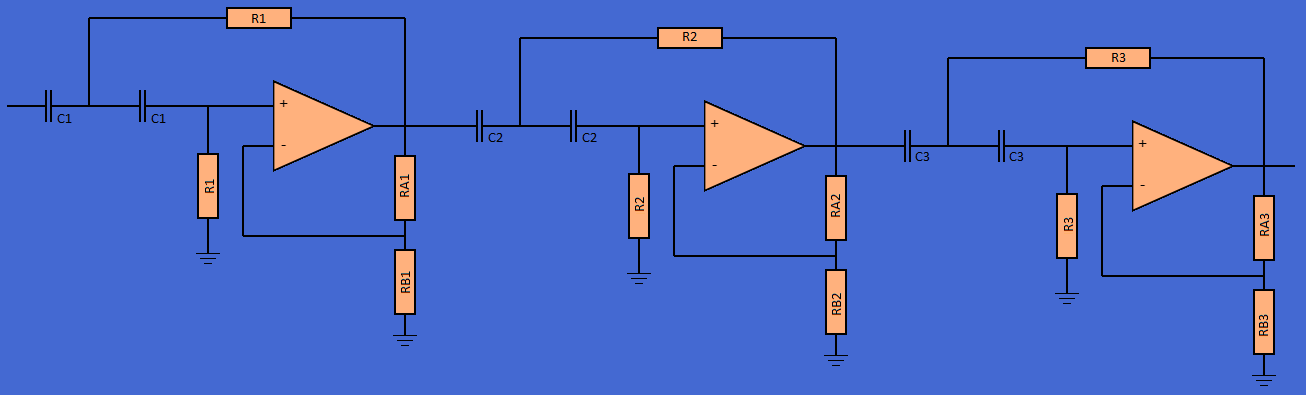 R1
C1
C1
+
-
R1
RA1
RB1
R2
C2
C2
+
-
R2
RA2
RB2
R3
C3
C3
+
-
R3
RA3
RB3